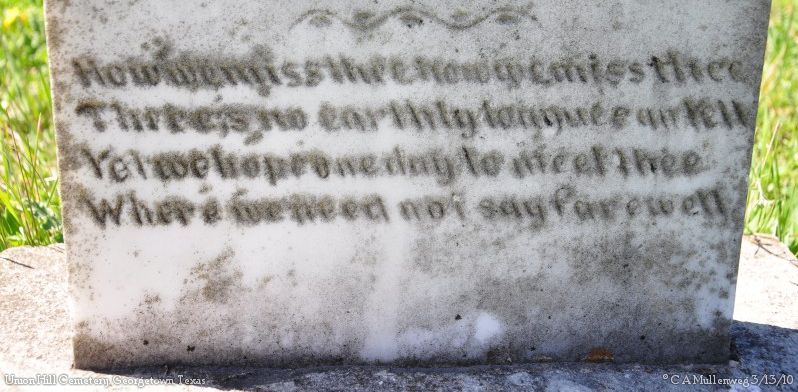 How we miss thee how we miss thee
There is no earthly tongue can tell
Yet we hope one day to meet thee
Where we need not say farewell
Union Hill Cemetery, Georgetown, Texas
© C A Mullenweg 3/13/10